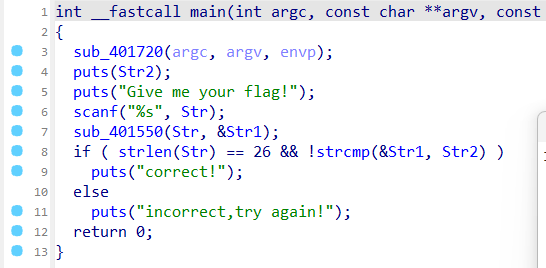 1 int __fastcall main(int argc, const char **argv, const
2 {
3 sub_401720(argc, argv, envp);
4 puts(Str2);
5 puts("Give me your flag!");
6 scanf("%s", Str);
7 sub_401550(Str, &Str1);
8 if ( strlen(Str) == 26 && !strcmp(&Str1, Str2) )
9 puts("correct!");
10 else
11 puts("incorrect,try again!");
12 return 0;
13 }